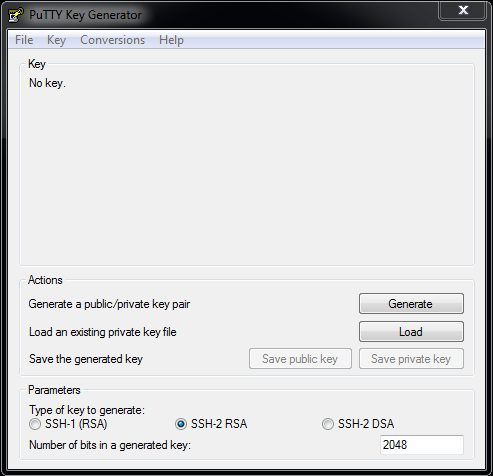 PuTTY Key Generator
File Key Conversions Help
Key
No key.
Actions
Generate a public/private key pair Generate
Load an existing private key file Load
Save the generated key Save public key Save private key
Parameters
Type of key to generate:
SSH-1 (RSA) SSH-2 RSA SSH-2 DSA
Number of bits in a generated key: 2048